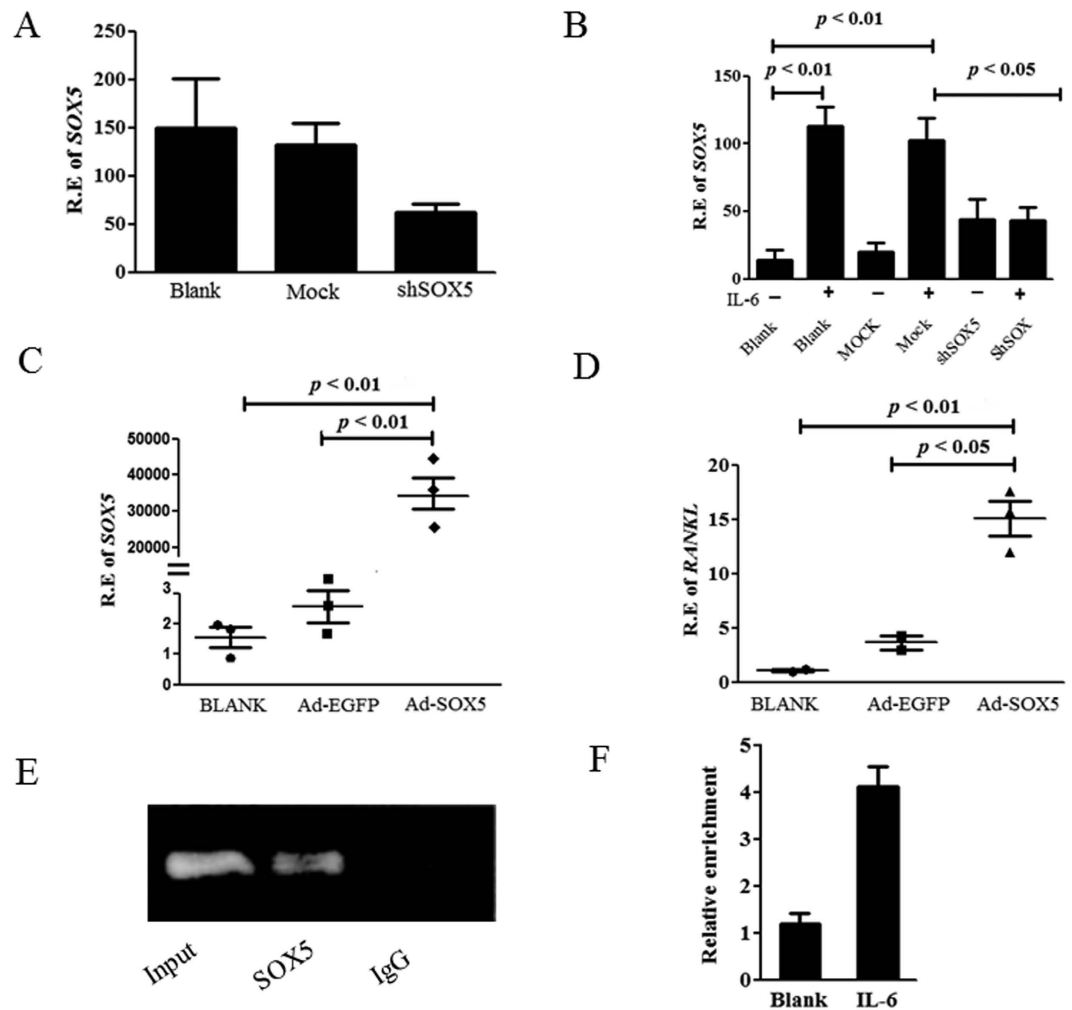 A
R.E of SOX5
250
200
150
100
50
0
Blank Mock shSOX5
B
p < 0.01
p < 0.01 p < 0.05
R.E of SOX5
150
100
50
0
IL-6 − + − + − +
Blank Blank MOCK Mock shSOX5 ShSOX
C
p < 0.01
p < 0.01
R.E of SOX5
50000
40000
30000
20000
3
2
1
0
BLANK Ad-EGFP Ad-SOX5
D
p < 0.01
p < 0.05
R.E of RANKL
20
15
10
5
0
BLANK Ad-EGFP Ad-SOX5
E
Input SOX5 IgG
F
Relative enrichment
5
4
3
2
1
0
Blank IL-6